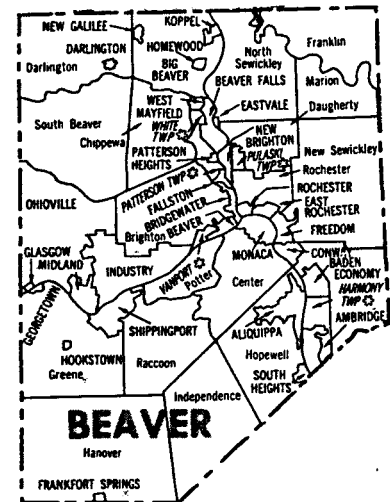 KOPPEL
NEW GALILEE
DARLINGTON
HOMEWOOD
North
Sewickley
Franklin
Darlington
BIG
BEAVER
BEAVER FALLS
Marion
WEST
MAYFIELD
EASTVALE
Daugherty
South Beaver
WHITE
TWP
Chippewa
NEW
BRIGHTON
PATTERSON
HEIGHTS
PULASKI
TWP
New Sewickley
Rochester
PATTERSON TWP
OHIOVILLE
FALLSTON
ROCHESTER
BRIDGEWATER
EAST
ROCHESTER
Brighton
BEAVER
FREEDOM
GLASGOW
MIDLAND
INDUSTRY
MONACA
CONWAY
BADEN
VANPORT
Potter
Center
ECONOMY
HARMONY
TWP
GEORGETOWN
SHIPPINGPORT
ALIQUIPPA
AMBRIDGE
HOOKSTOWN
Greene
Raccoon
Hopewell
SOUTH
HEIGHTS
Independence
BEAVER
Hanover
FRANKFORT SPRINGS